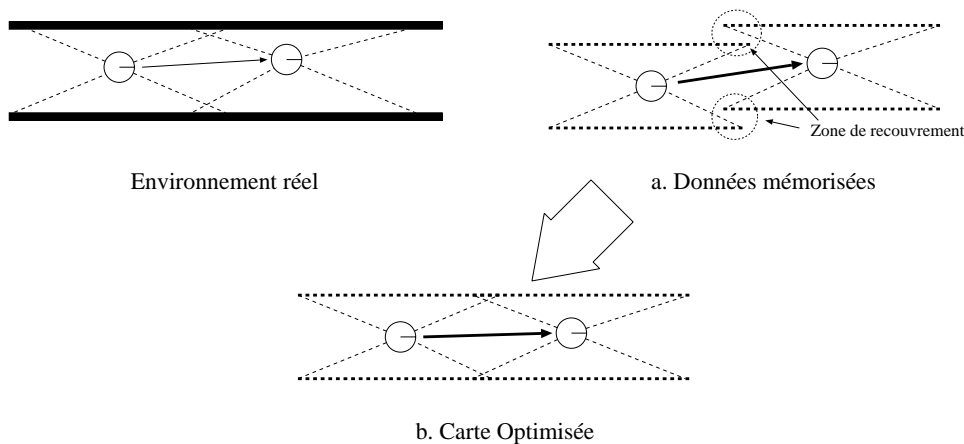 Zone de recouvrement
Environnement réel
a. Données mémorisées
b. Carte Optimisée